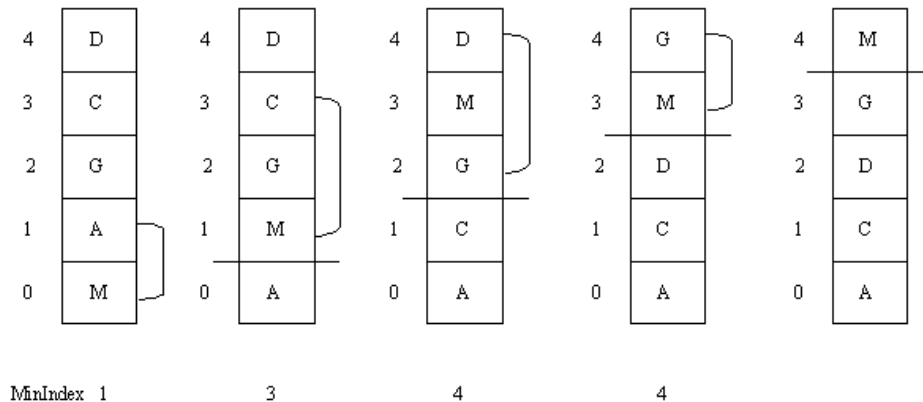 4 D 4 D 4 D 4 G 4 M
3 C 3 C 3 M 3 M 3 G
2 G 2 G 2 G 2 D 2 D
1 A 1 M 1 C 1 C 1 C
0 M 0 A 0 A 0 A 0 A
MinIndex 1 3 4 4